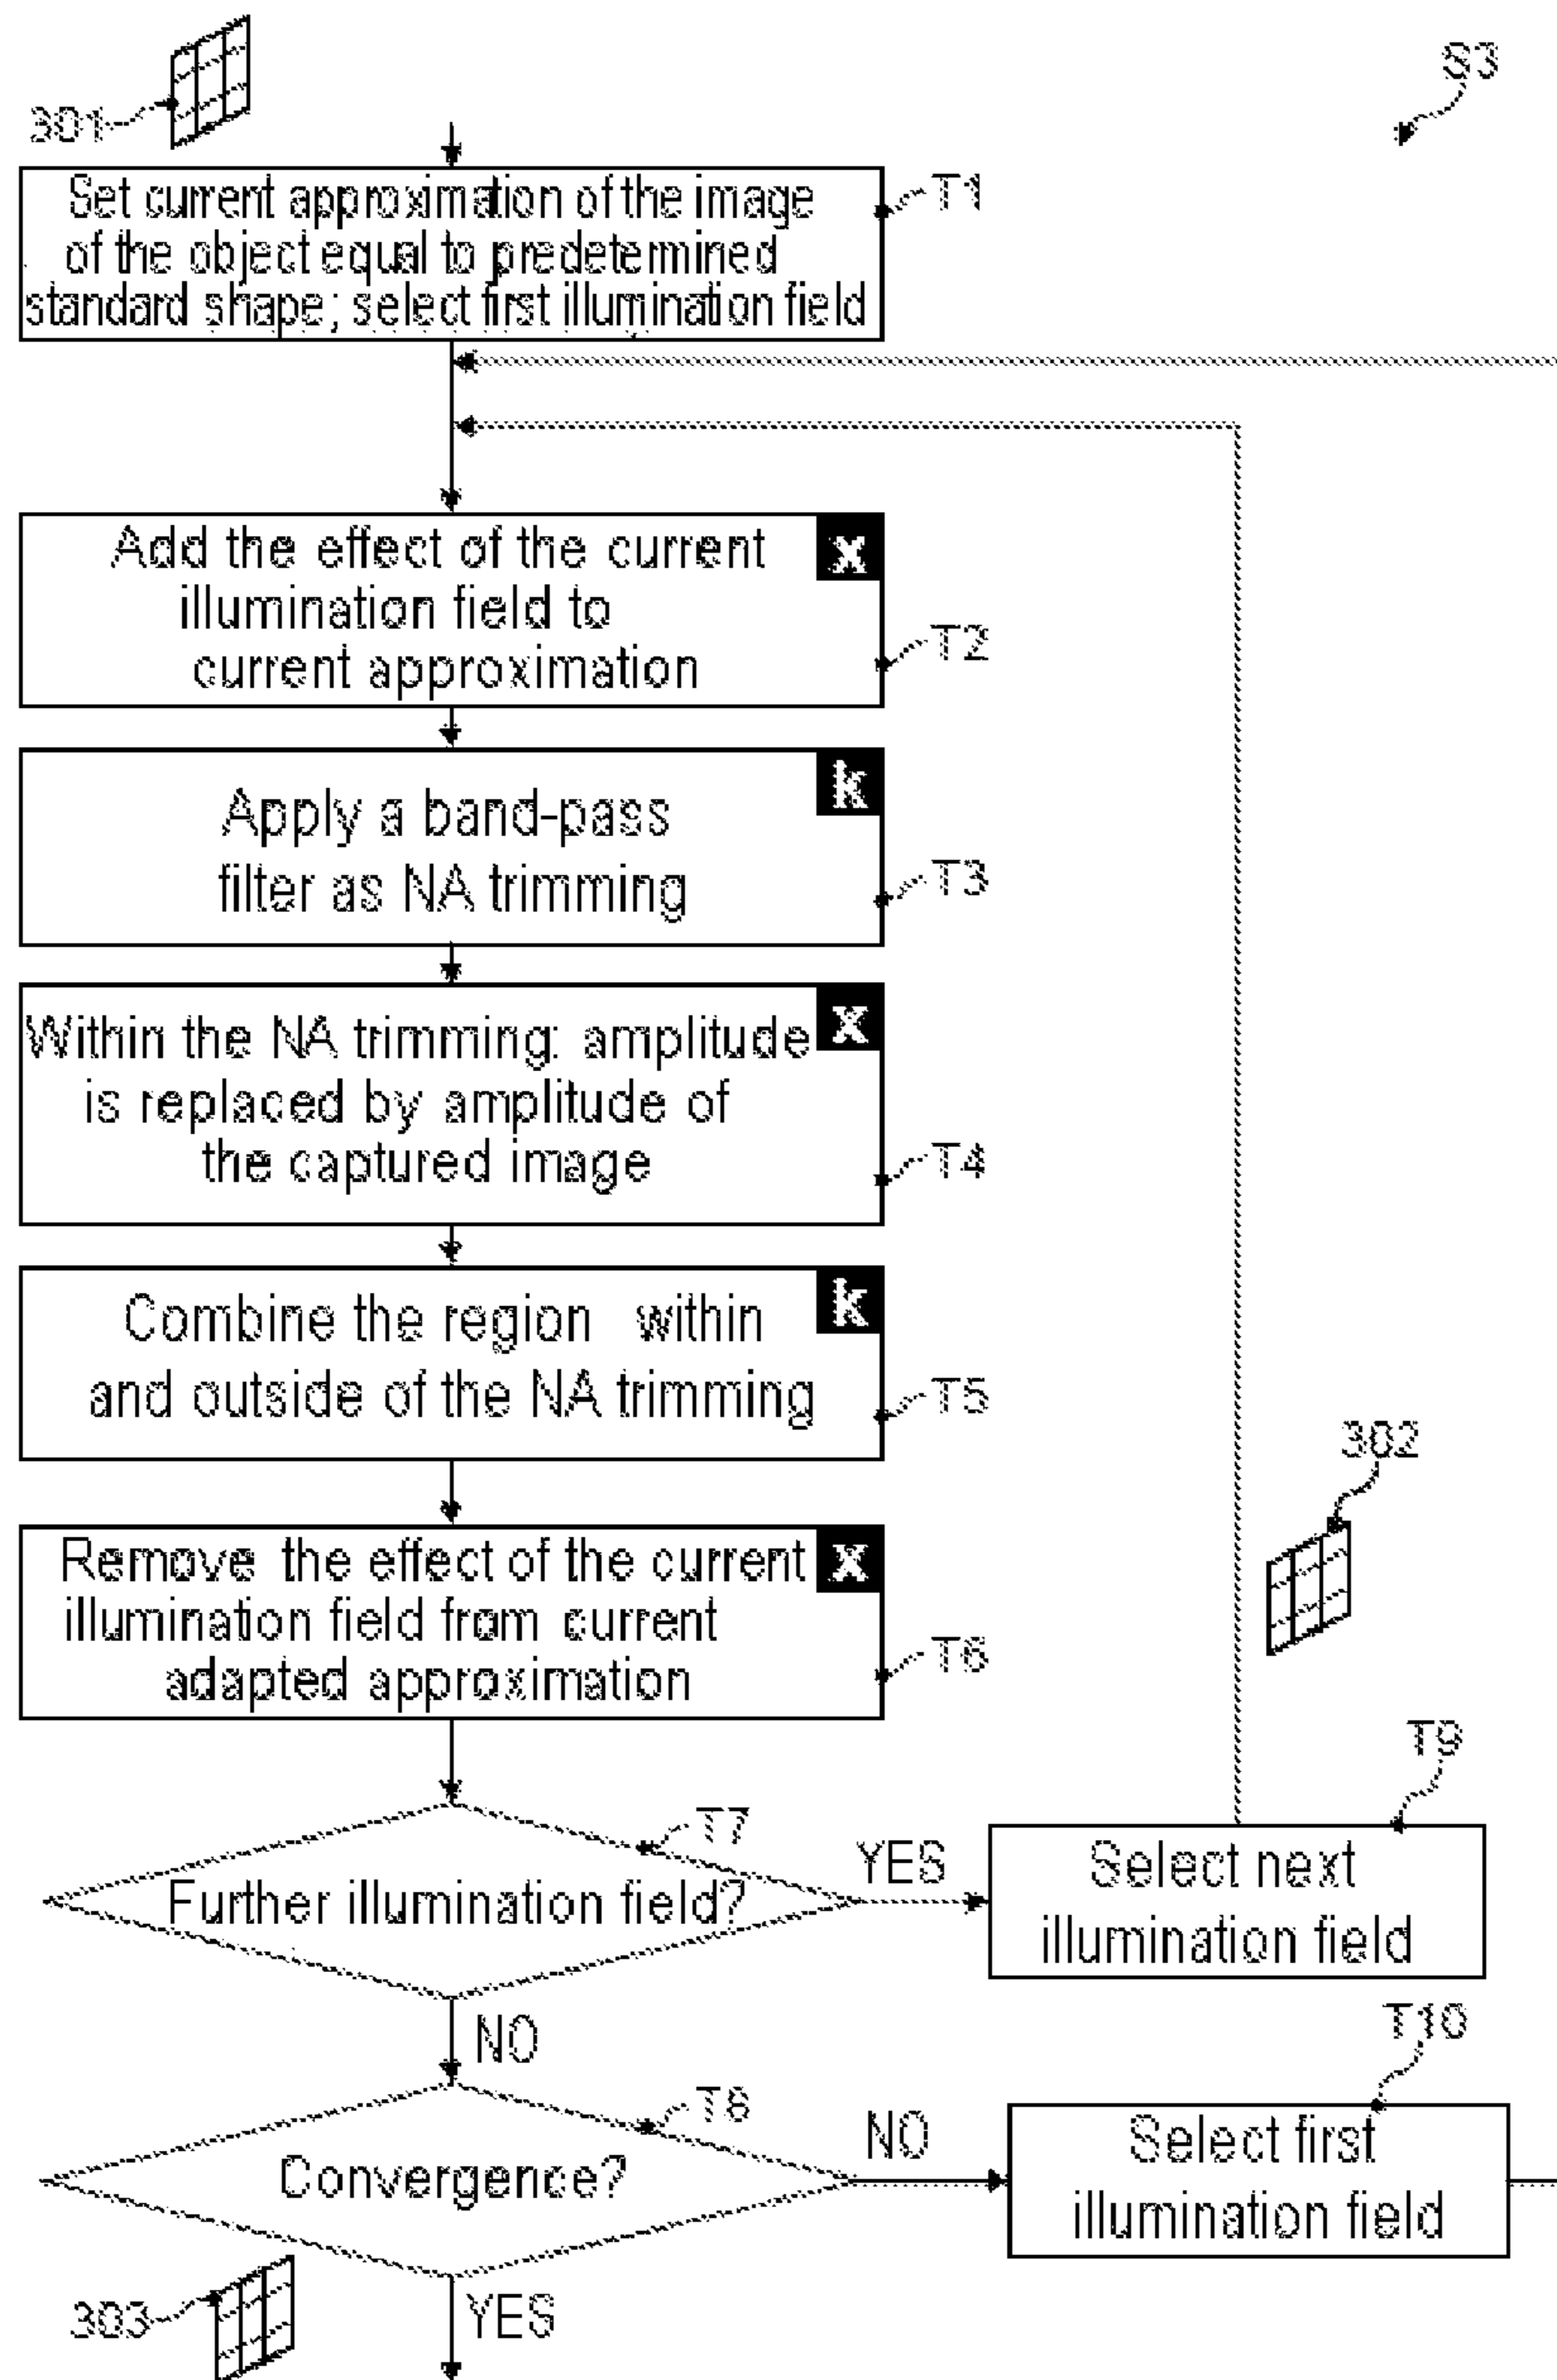 301
S3
Set current approximation of the image
of the object equal to predetermined
standard shape; select first illumination field
T1
Add the effect of the current
illumination field to
current approximation
x
T2
Apply a band-pass
filter as NA trimming
k
T3
Within the NA trimming: amplitude
is replaced by amplitude of
the captured image
x
T4
Combine the region within
and outside of the NA trimming
k
T5
302
Remove the effect of the current
illumination field from current
adapted approximation
x
T6
T7
Further illumination field?
YES
T9
Select next
illumination field
NO
T8
Convergence?
NO
T10
Select first
illumination field
303
YES